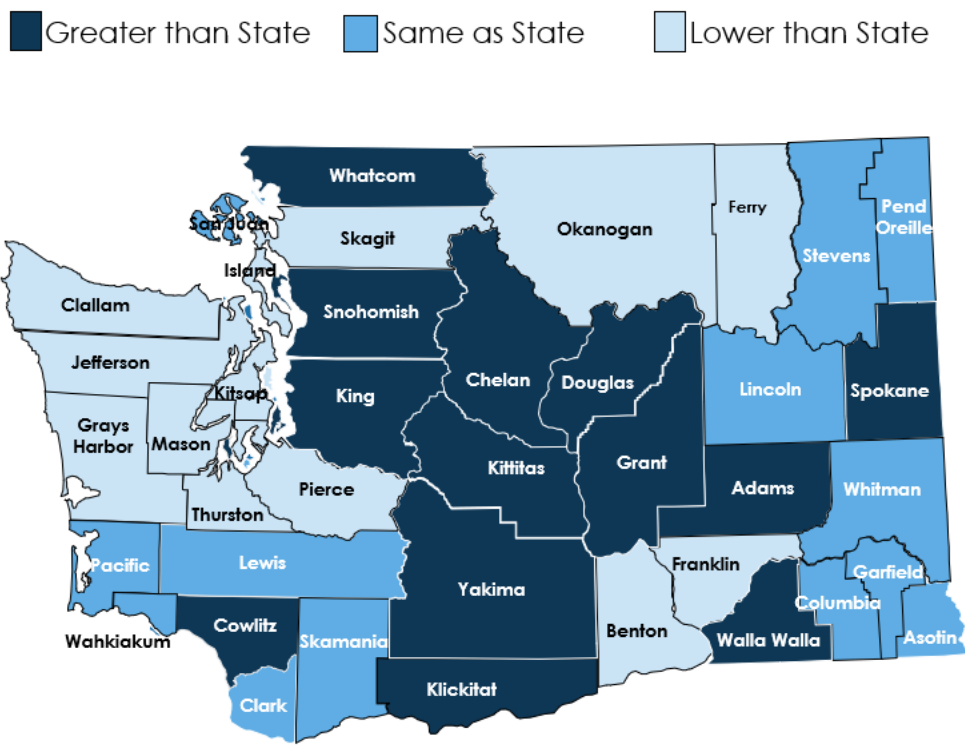 Greater than State
Same as State
Lower than State
Whatcom
San Juan
Skagit
Okanogan
Ferry
Pend
Oreille
Stevens
Island
Clallam
Snohomish
Jefferson
Chelan
Douglas
Lincoln
Spokane
Kitsap
King
Grays
Harbor
Mason
Kittitas
Grant
Adams
Whitman
Pierce
Thurston
Pacific
Lewis
Yakima
Franklin
Garfield
Columbia
Wahkiakum
Cowlitz
Skamania
Benton
Walla Walla
Asotin
Clark
Klickitat